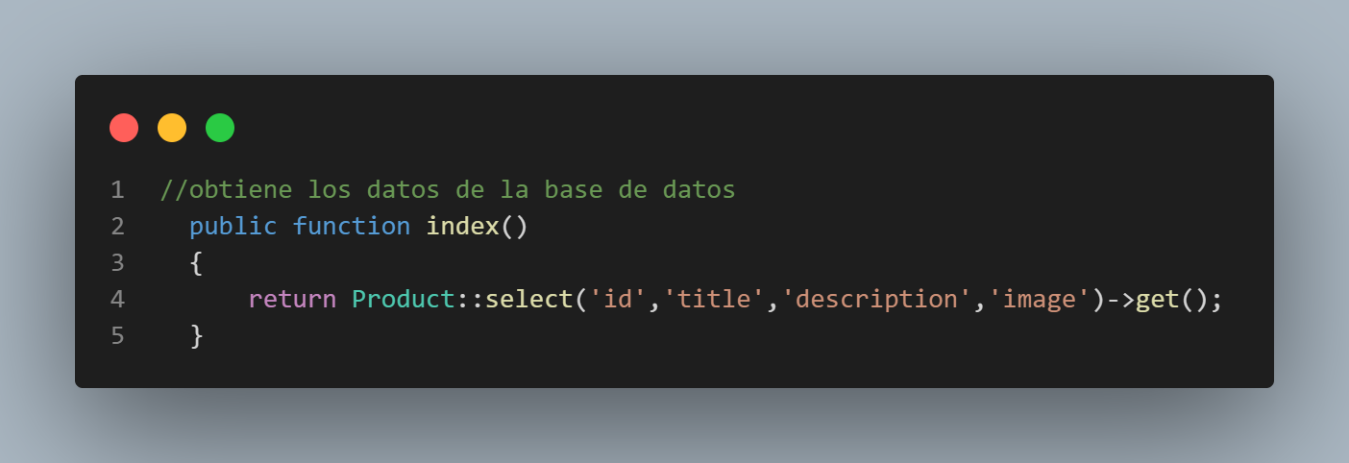 1 //obtiene los datos de la base de datos
2 public function index()
3 {
4 return Product::select('id','title','description','image')->get();
5 }